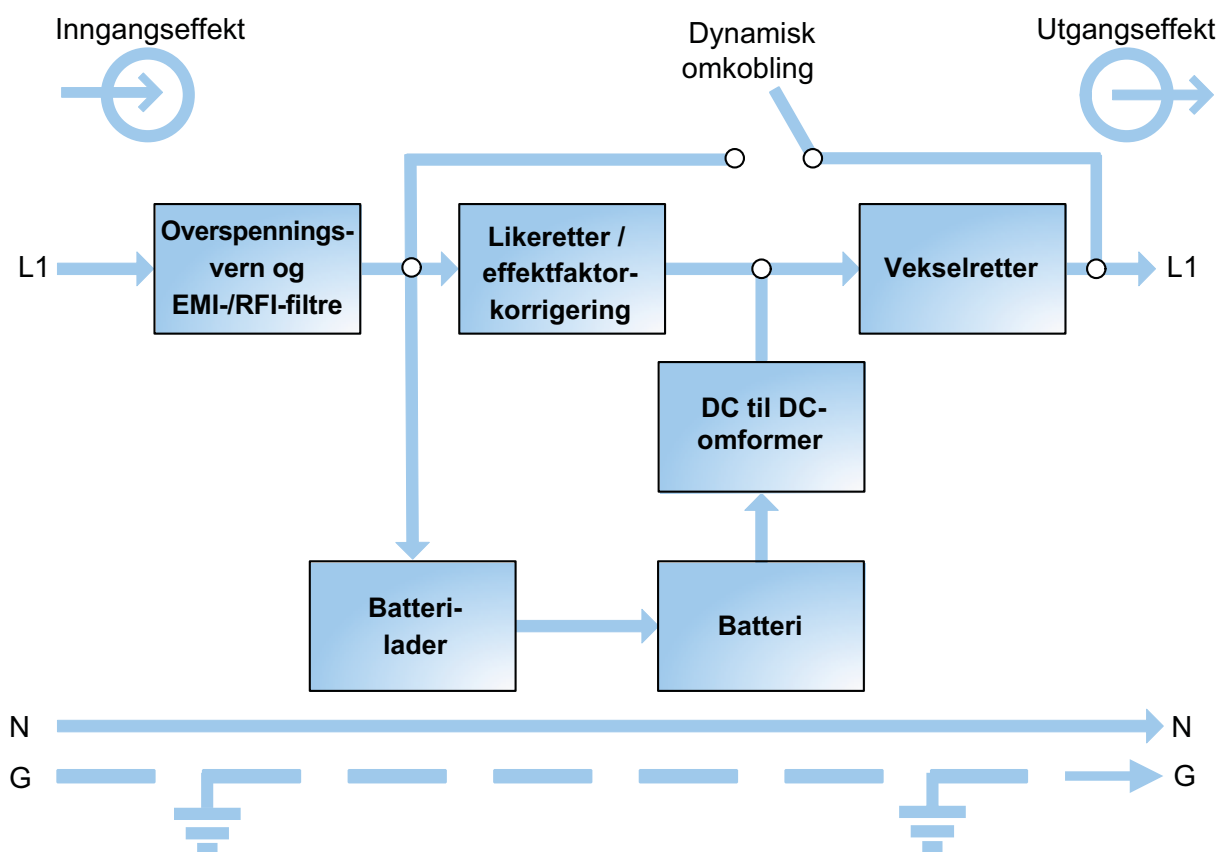 Inngangseffekt
Dynamisk
omkobling
Utgangseffekt
L1
Overspennings-
vern og
EMI-/RFI-filtre
Likeretter /
effektfaktor-
korrigering
Vekselretter
L1
DC til DC-
omformer
Batteri-
lader
Batteri
N
N
G
G